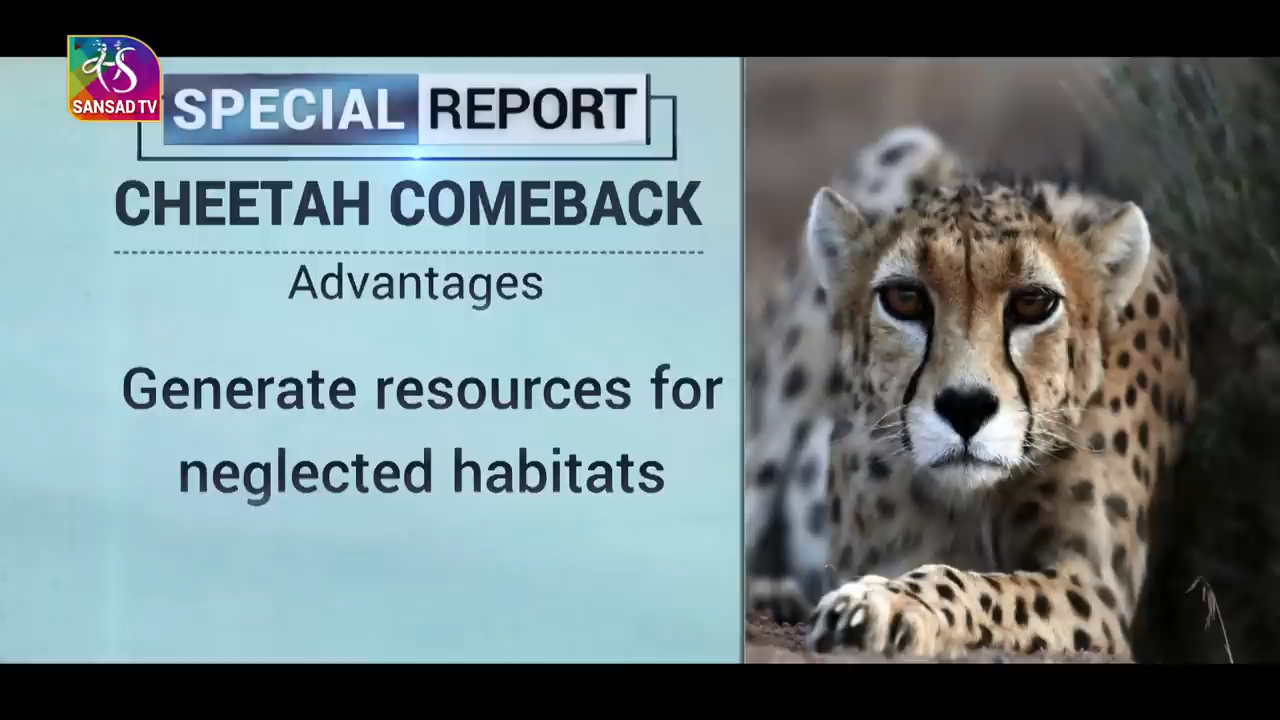 SANSAD TV
SPECIAL REPORT
CHEETAH COMEBACK
Advantages
Generate resources for
neglected habitats